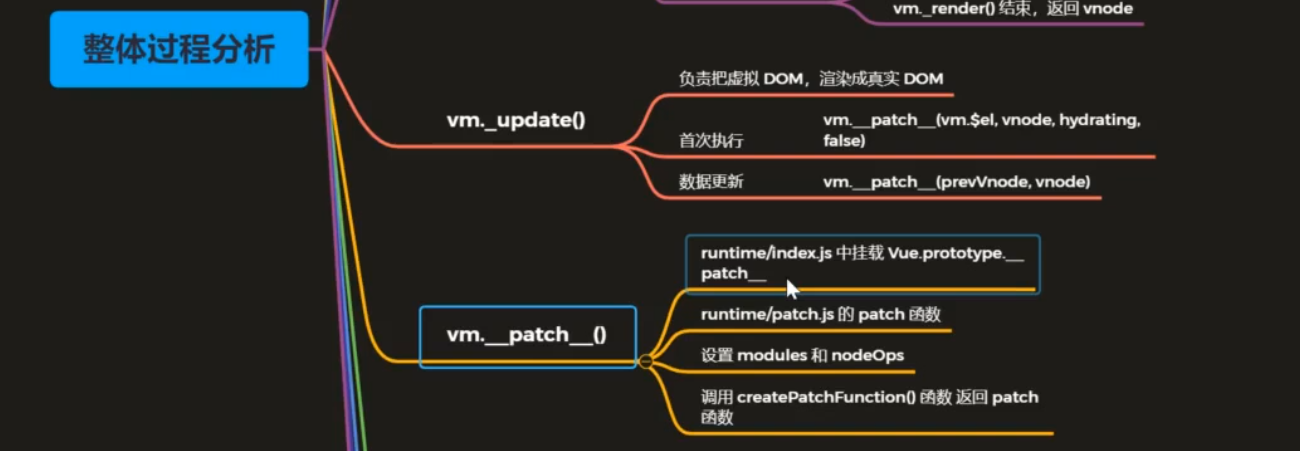 vm._render() 结束，返回 vnode
整体过程分析
负责把虚拟 DOM，渲染成真实 DOM
vm._update()
vm.__patch__(vm.$el, vnode, hydrating,
首次执行 false)
数据更新 vm.__patch__(prevVnode, vnode)
runtime/index.js 中挂载 Vue.prototype.__
patch__
runtime/patch.js 的 patch 函数
vm.__patch__()
设置 modules 和 nodeOps
调用 createPatchFunction() 函数 返回 patch
函数